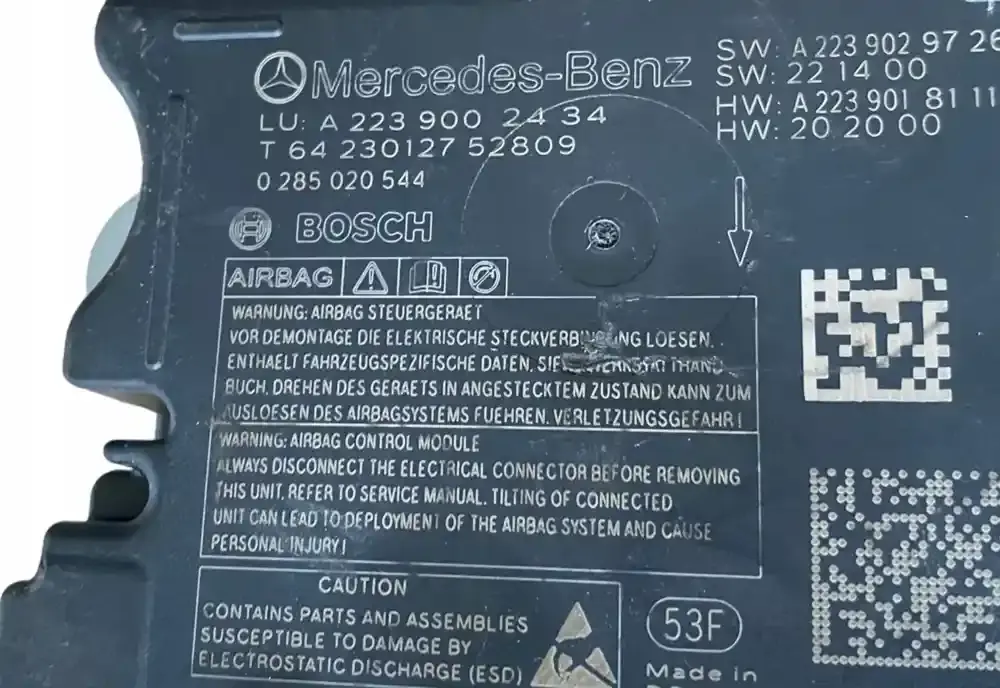 Mercedes-Benz
LU: A 223 900 2434
T 64 230127 52809
0 285 020 544
SW: A 223 902 97 26
SW: 22 14 00
HW: A 223 901 81 11
HW: 20 20 00
BOSCH
AIRBAG
WARNUNG: AIRBAG STEUERGERAET
VOR DEMONTAGE DIE ELEKTRISCHE STECKVERBINDUNG LOESEN.
ENTHAELT FAHRZEUGSPEZIFISCHE DATEN. SIEHE WERKSTATTHAND-
BUCH. DREHEN DES GERAETS IN ANGESTECKTEM ZUSTAND KANN ZUM
AUSLOESEN DES AIRBAGSYSTEMS FUEHREN. VERLETZUNGSGEFAHR!
WARNING: AIRBAG CONTROL MODULE
ALWAYS DISCONNECT THE ELECTRICAL CONNECTOR BEFORE REMOVING
THIS UNIT. REFER TO SERVICE MANUAL. TILTING OF CONNECTED
UNIT CAN LEAD TO DEPLOYMENT OF THE AIRBAG SYSTEM AND CAUSE
PERSONAL INJURY!
CAUTION
CONTAINS PARTS AND ASSEMBLIES
SUSCEPTIBLE TO DAMAGE BY
ELECTROSTATIC DISCHARGE (ESD)
53F
Made in